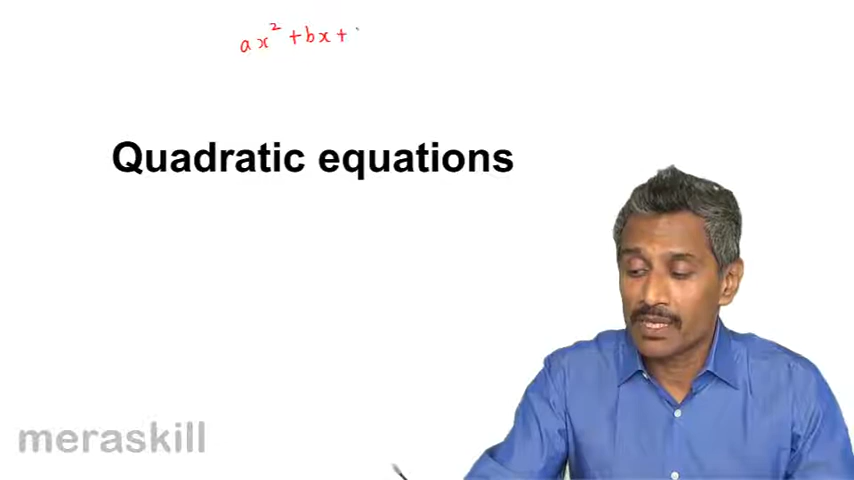 ax² + bx +
Quadratic equations
meraskill